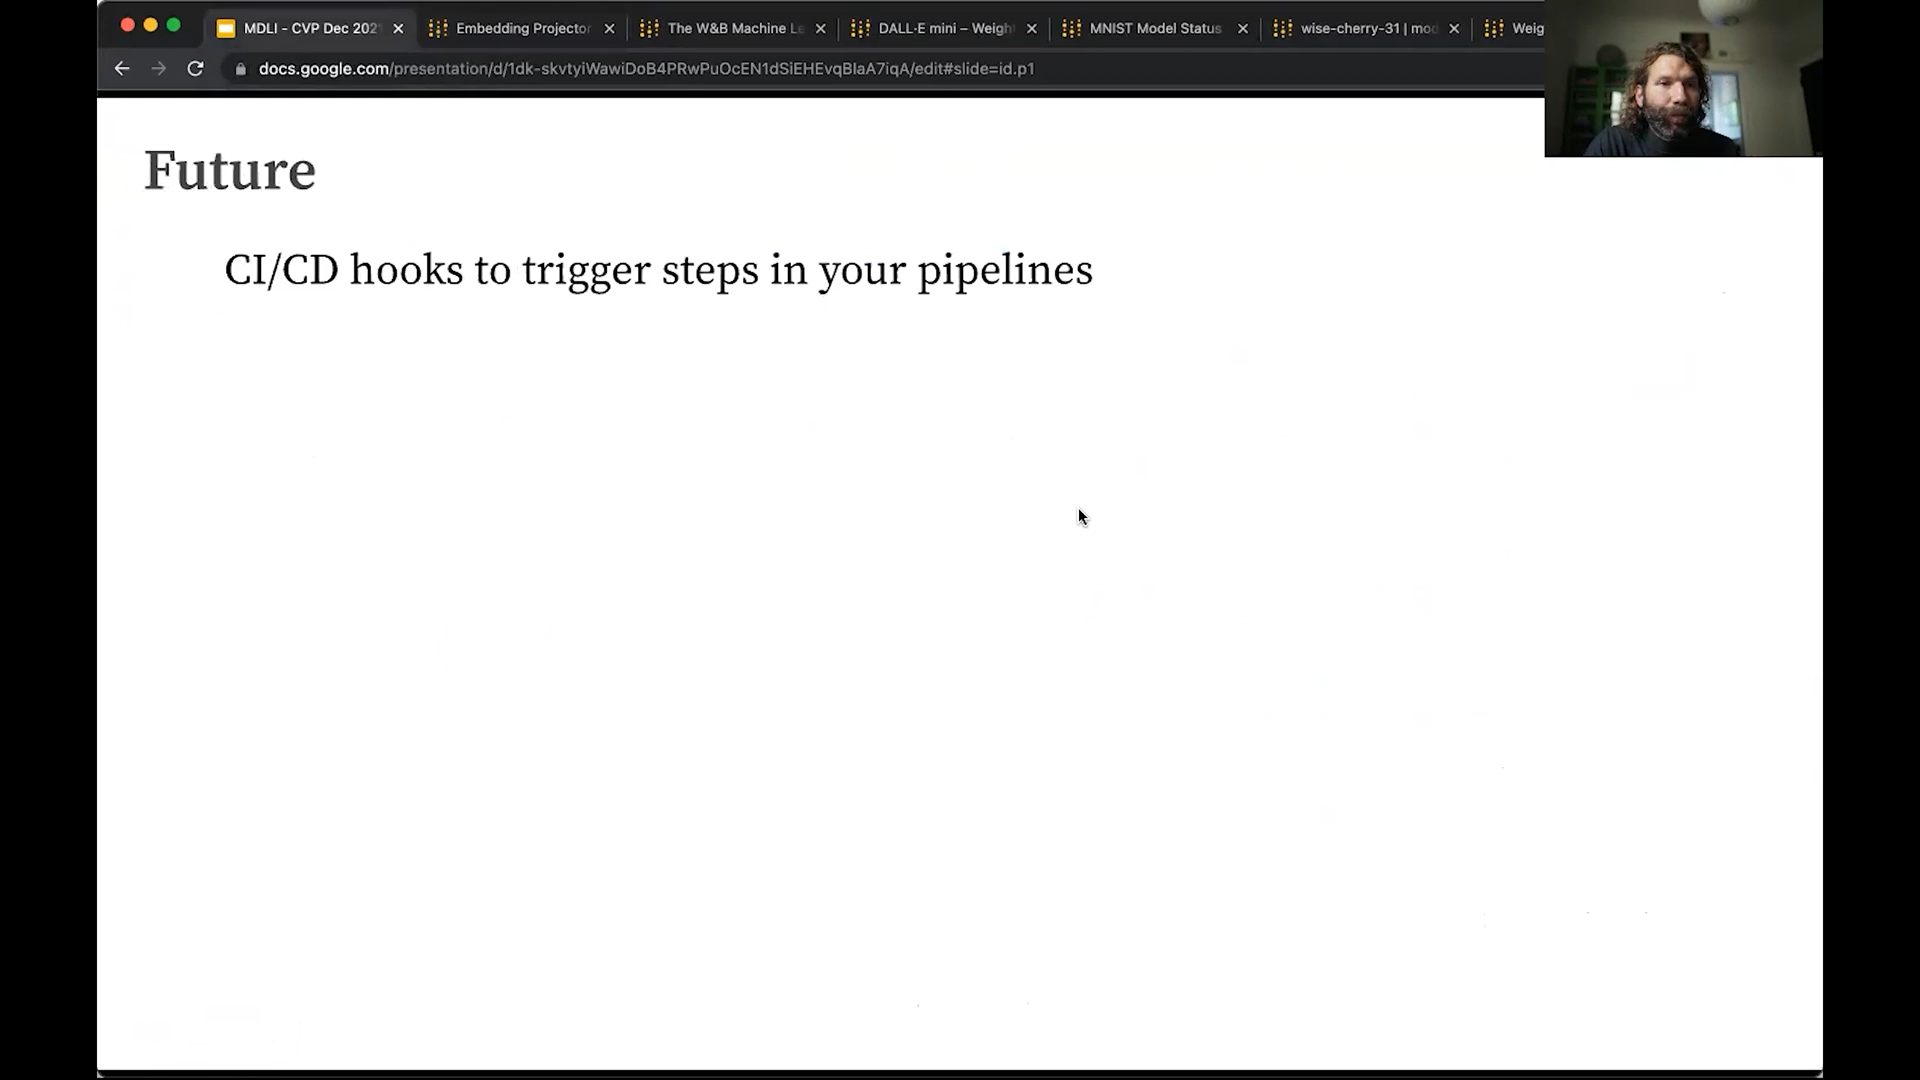 MDLI - CVP Dec 202
Embedding Projector
The W&B Machine Le
DALL·E mini – Weigh
MNIST Model Status
wise-cherry-31 | mod
Weig
docs.google.com/presentation/d/1dk-skvtyiWawiDoB4PRwPuOcEN1dSiEHEvqBlaA7iqA/edit#slide=id.p1
Future
CI/CD hooks to trigger steps in your pipelines